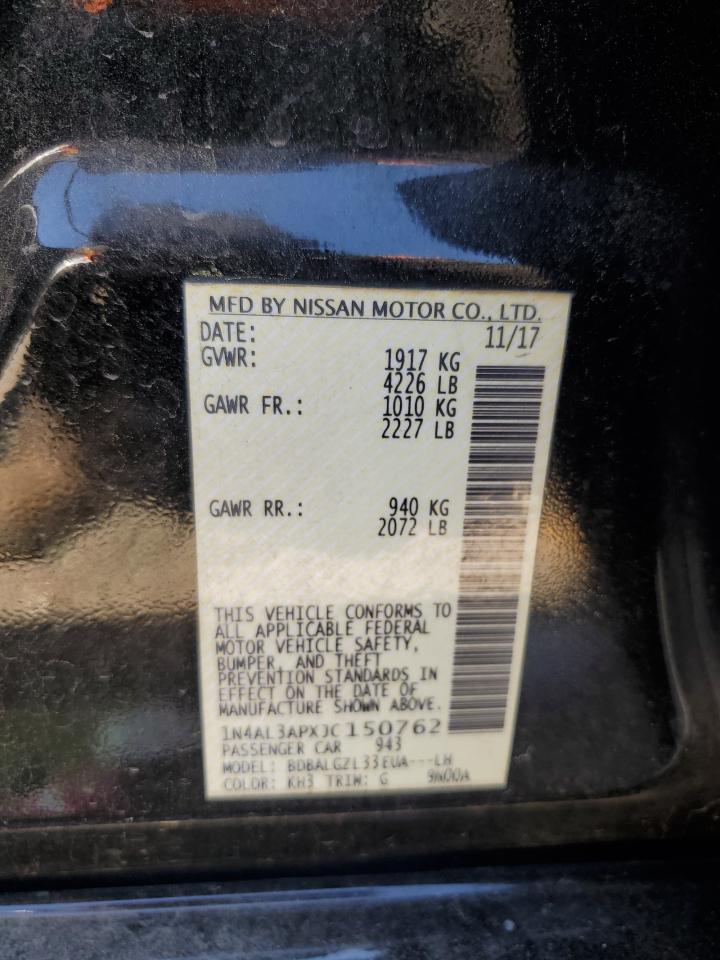 MFD BY NISSAN MOTOR CO., LTD.
DATE: 11/17
GVWR: 1917 KG
4226 LB
GAWR FR.: 1010 KG
2227 LB
GAWR RR.: 940 KG
2072 LB
THIS VEHICLE CONFORMS TO
ALL APPLICABLE FEDERAL
MOTOR VEHICLE SAFETY,
BUMPER, AND THEFT
PREVENTION STANDARDS IN
EFFECT ON THE DATE OF
MANUFACTURE SHOWN ABOVE.
1N4AL3APXJC150762
PASSENGER CAR 943
MODEL: BDBALGZL33EUA---LH
COLOR: KH3 TRIM: G 9N00A